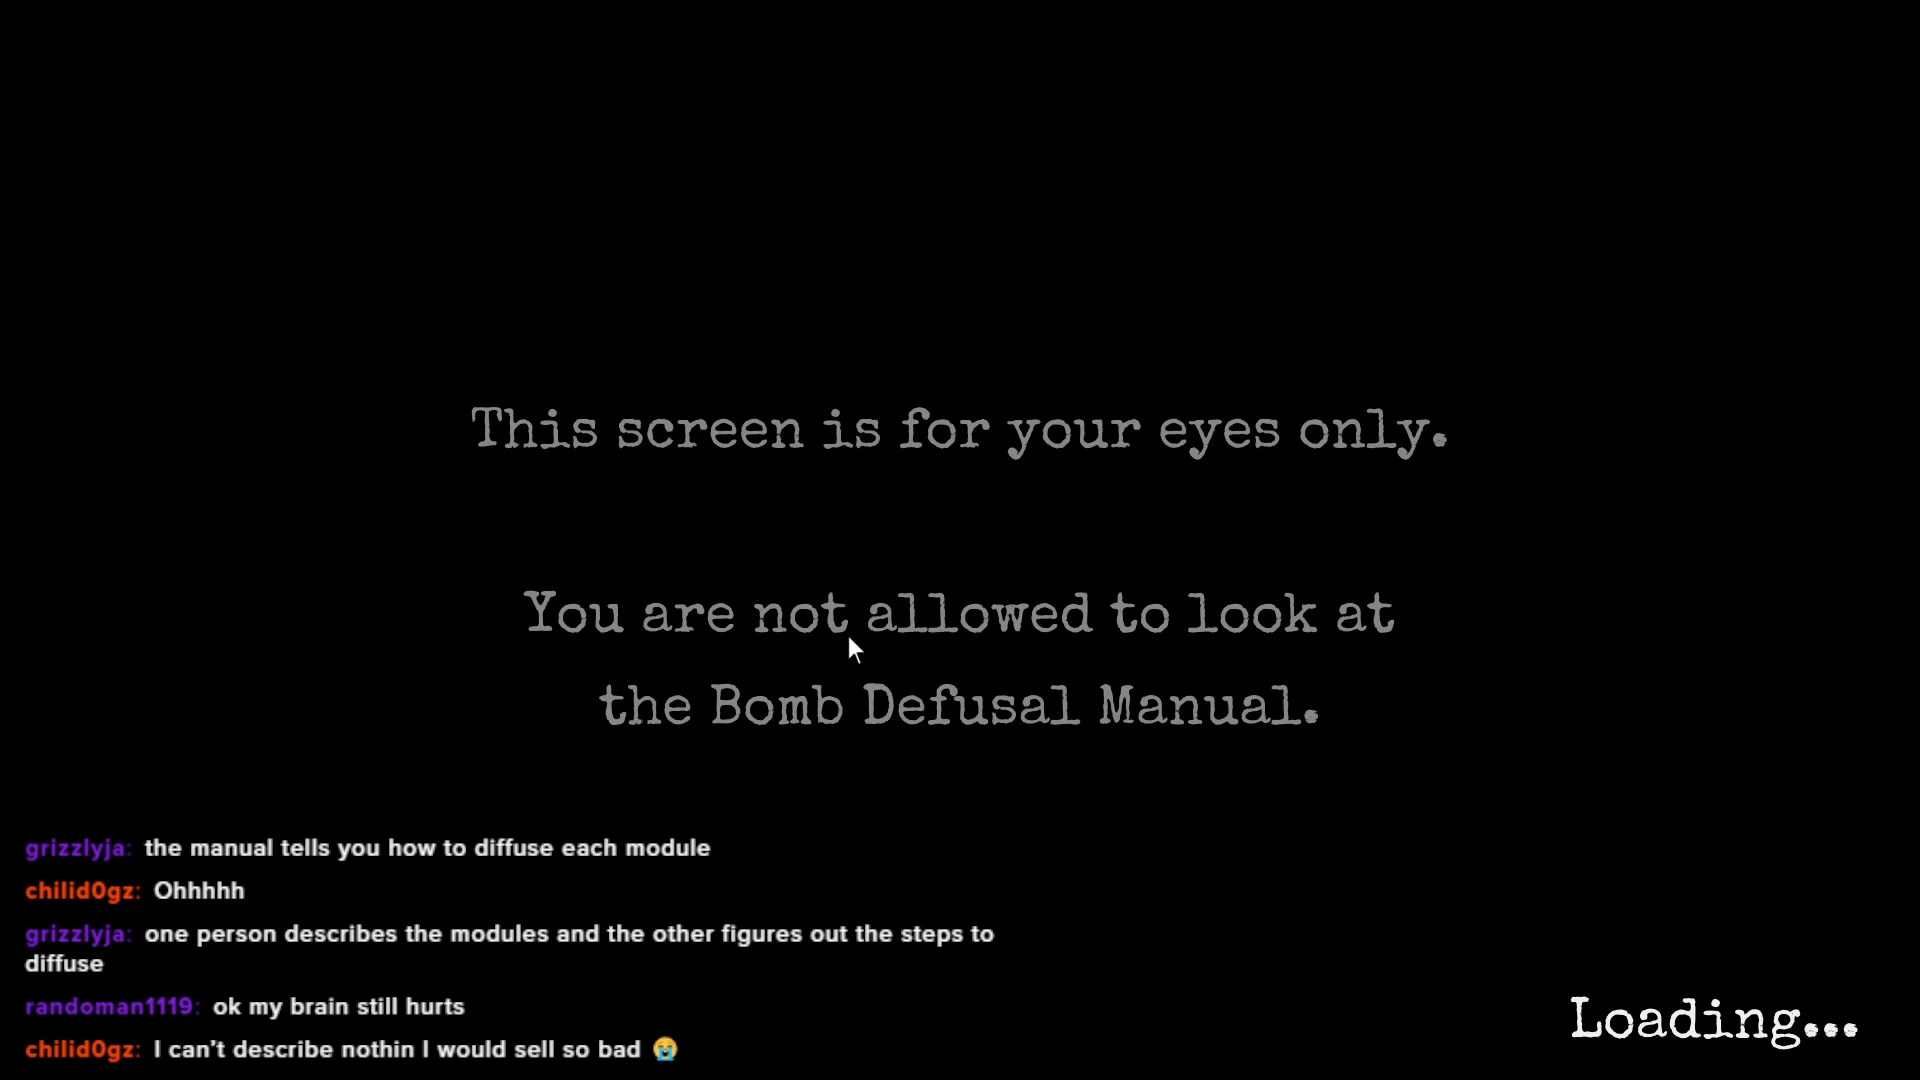 This screen is for your eyes only.
You are not allowed to look at
the Bomb Defusal Manual.
grizzlyja: the manual tells you how to diffuse each module
chilid0gz: Ohhhhh
grizzlyja: one person describes the modules and the other figures out the steps to
diffuse
randoman1119: ok my brain still hurts
chilid0gz: I can't describe nothin I would sell so bad 😭
Loading...